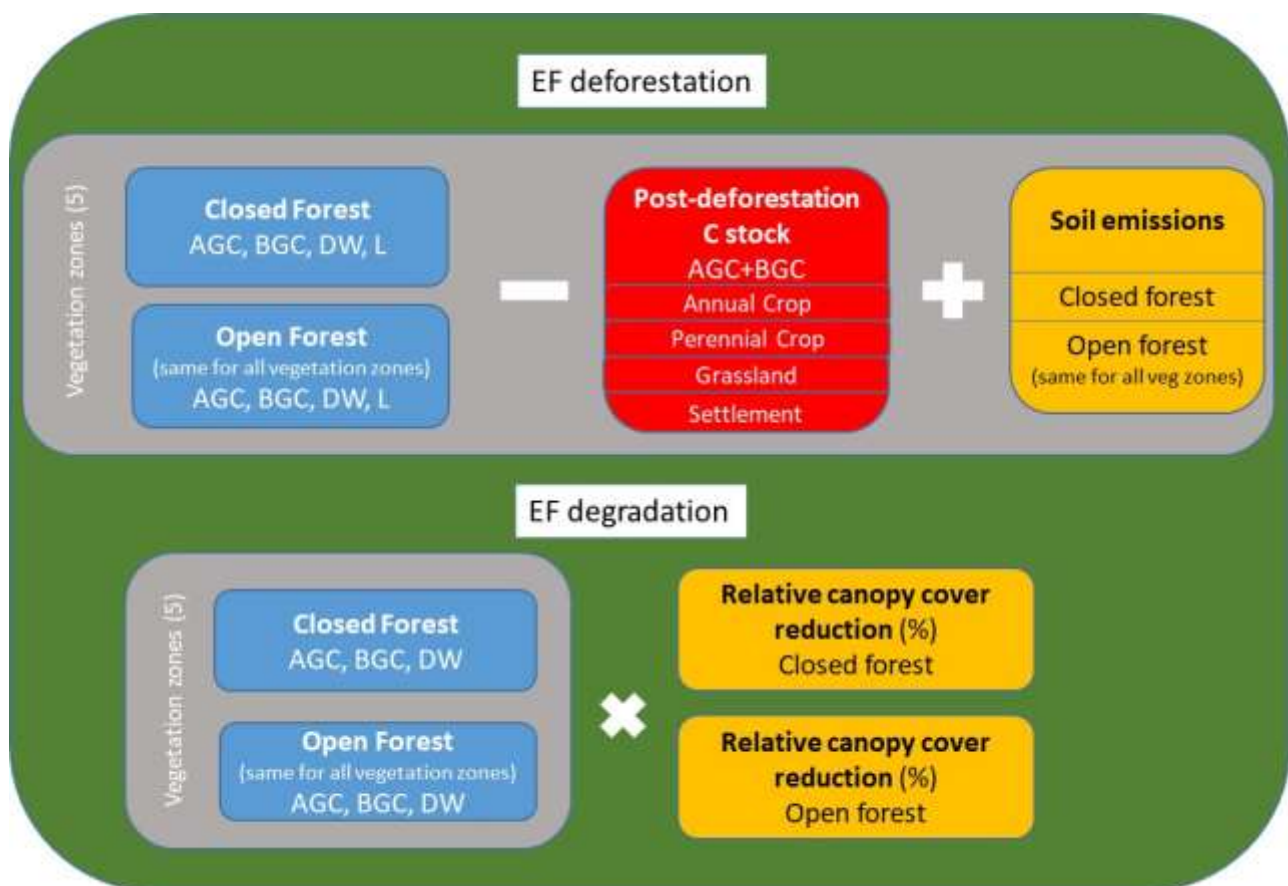 EF deforestation
Vegetation zones (5)
Closed Forest
AGC, BGC, DW, L
Open Forest
(same for all vegetation zones)
AGC, BGC, DW, L
Post-deforestation
C stock
AGC+BGC
Annual Crop
Perennial Crop
Grassland
Settlement
Soil emissions
Closed forest
Open forest
(same for all veg zones)
EF degradation
Vegetation zones (5)
Closed Forest
AGC, BGC, DW
Open Forest
(same for all vegetation zones)
AGC, BGC, DW
Relative canopy cover
reduction (%)
Closed forest
Relative canopy cover
reduction (%)
Open forest